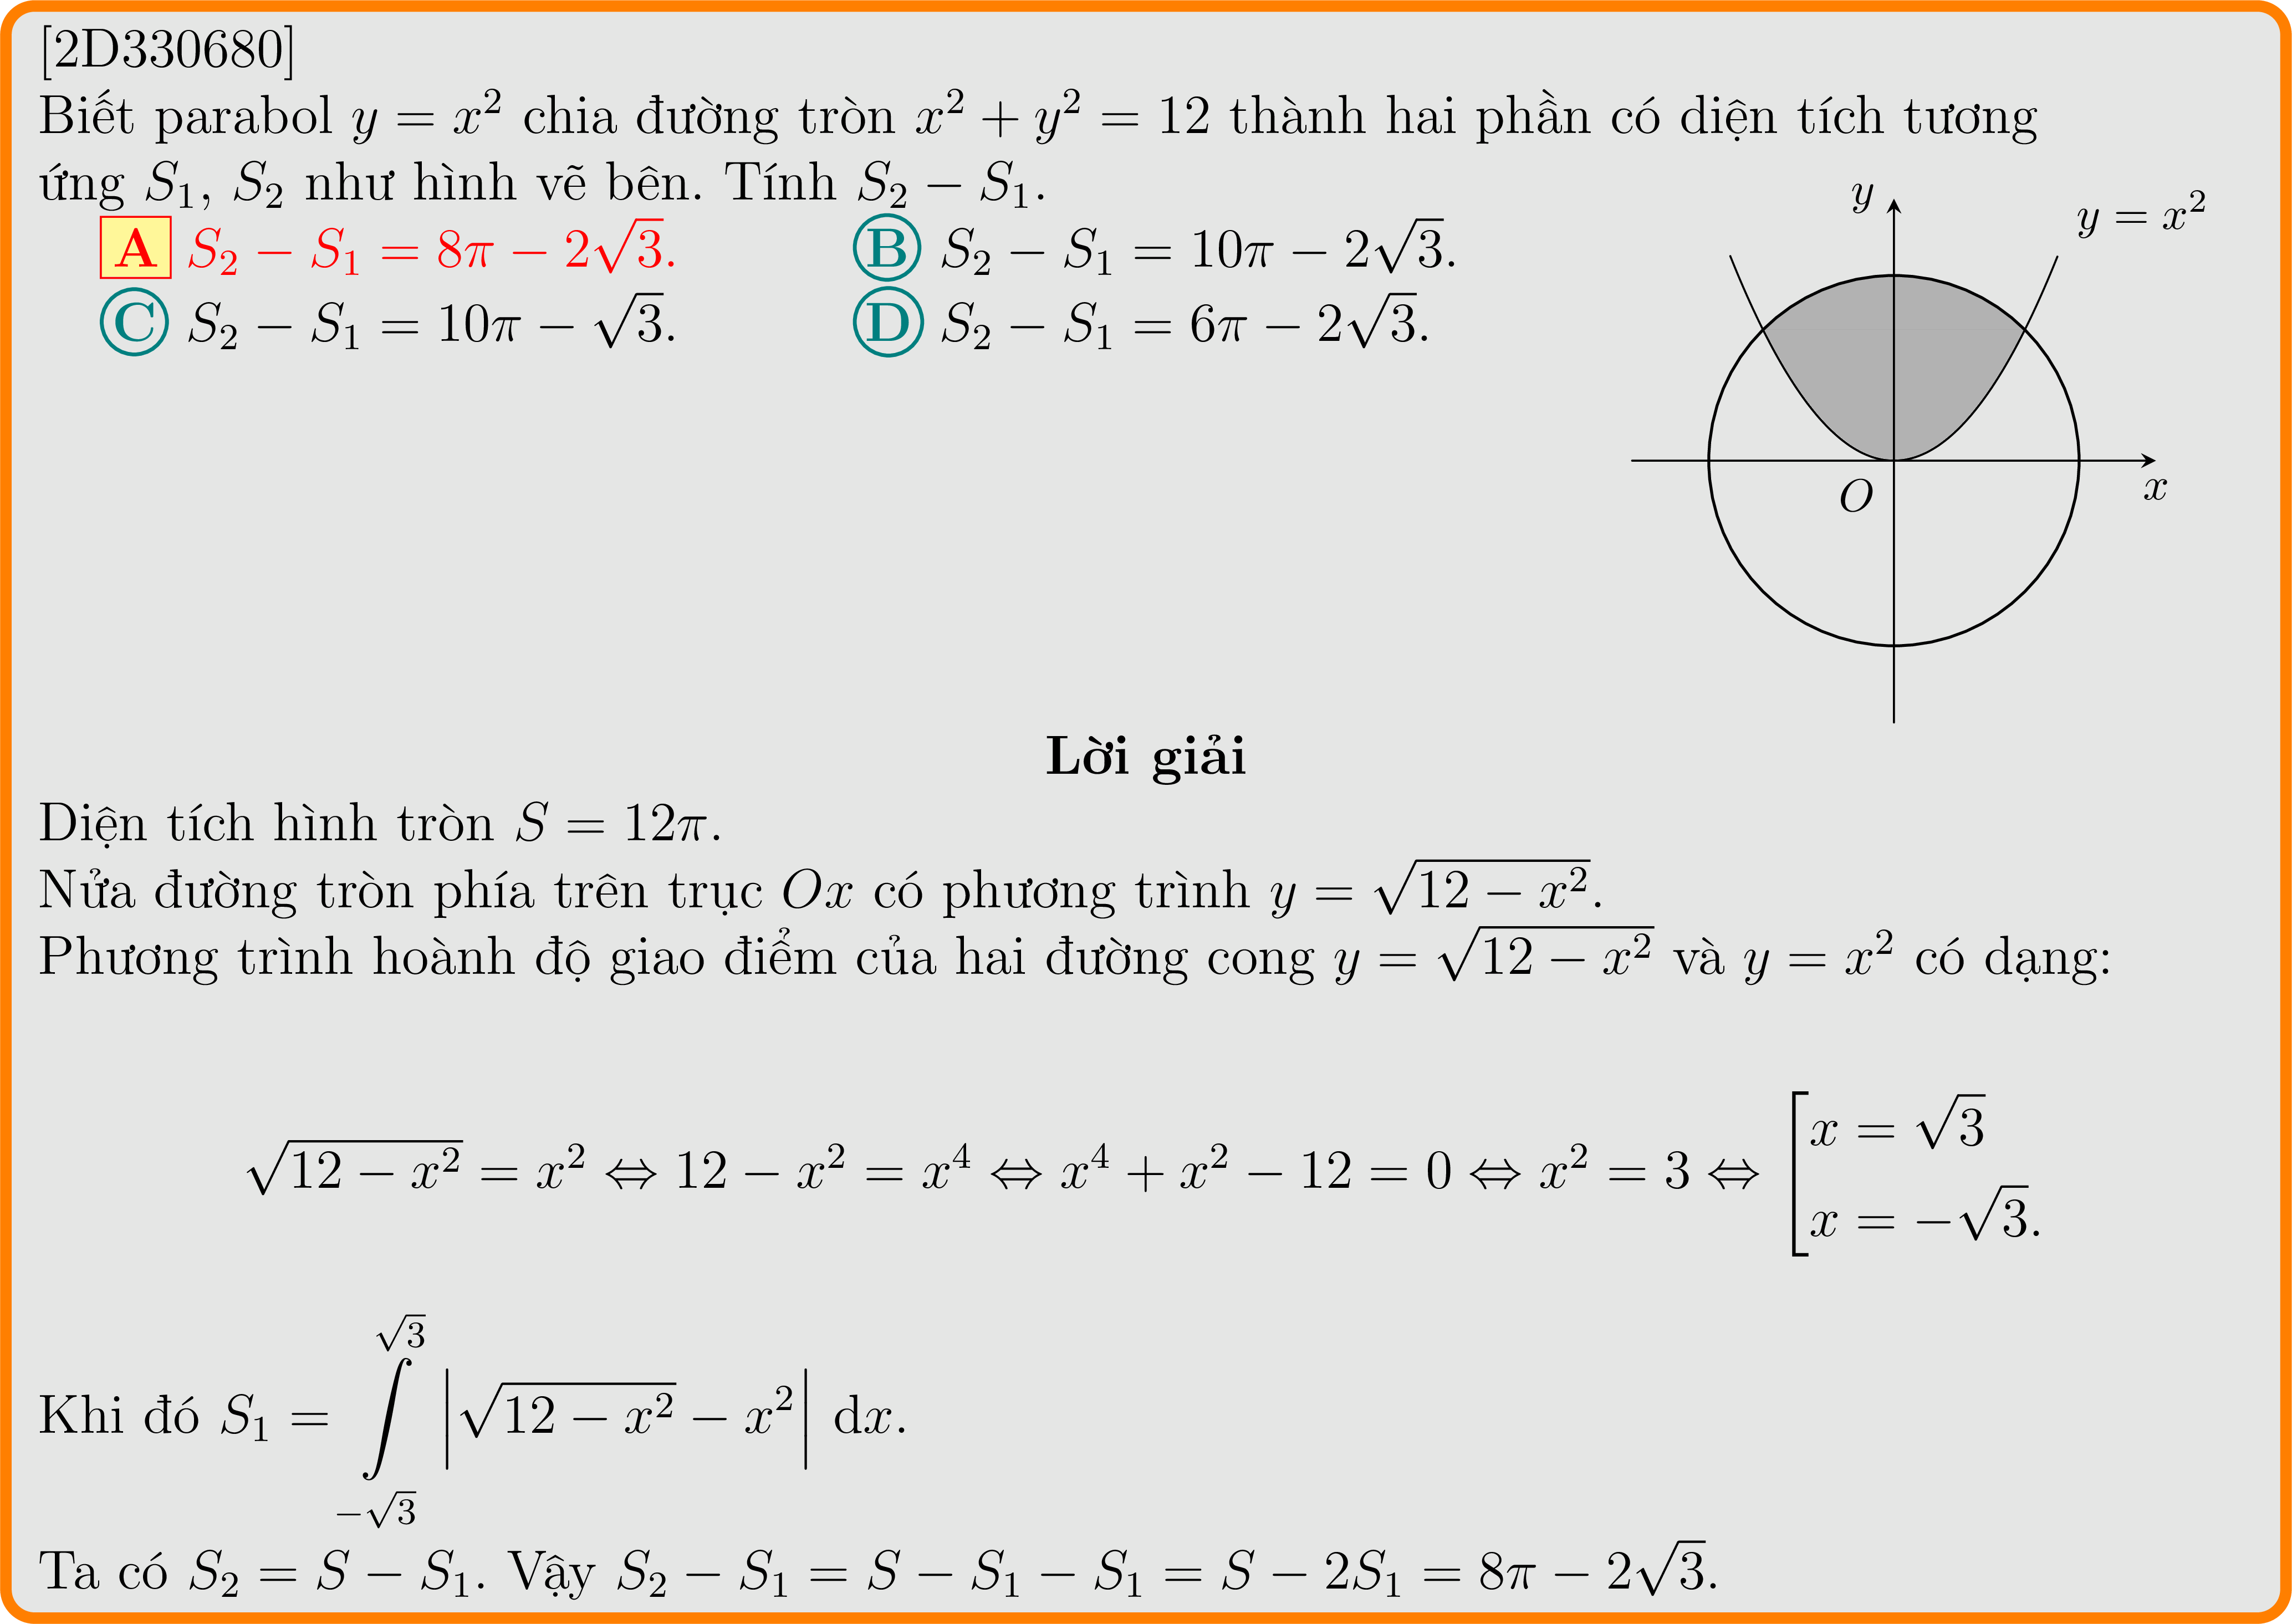 [2D330680]
Biết parabol $y = x^2$ chia đường tròn $x^2 + y^2 = 12$ thành hai phần có diện tích tương
ứng $S_1$, $S_2$ như hình vẽ bên. Tính $S_2 - S_1$.
A $S_2 - S_1 = 8\pi - 2\sqrt{3}$. B $S_2 - S_1 = 10\pi - 2\sqrt{3}$.
C $S_2 - S_1 = 10\pi - \sqrt{3}$. D $S_2 - S_1 = 6\pi - 2\sqrt{3}$.
$y$
$y = x^2$
$O$
$x$
Lời giải
Diện tích hình tròn $S = 12\pi$.
Nửa đường tròn phía trên trục $Ox$ có phương trình $y = \sqrt{12 - x^2}$.
Phương trình hoành độ giao điểm của hai đường cong $y = \sqrt{12 - x^2}$ và $y = x^2$ có dạng:
$\sqrt{12 - x^2} = x^2 \Leftrightarrow 12 - x^2 = x^4 \Leftrightarrow x^4 + x^2 - 12 = 0 \Leftrightarrow x^2 = 3 \Leftrightarrow \left[\begin{array}{l} x = \sqrt{3} \\ x = -\sqrt{3}. \end{array}\right.$
Khi đó $S_1 = \int\limits_{-\sqrt{3}}^{\sqrt{3}} \left|\sqrt{12 - x^2} - x^2\right| \mathrm{d}x$.
Ta có $S_2 = S - S_1$. Vậy $S_2 - S_1 = S - S_1 - S_1 = S - 2S_1 = 8\pi - 2\sqrt{3}$.